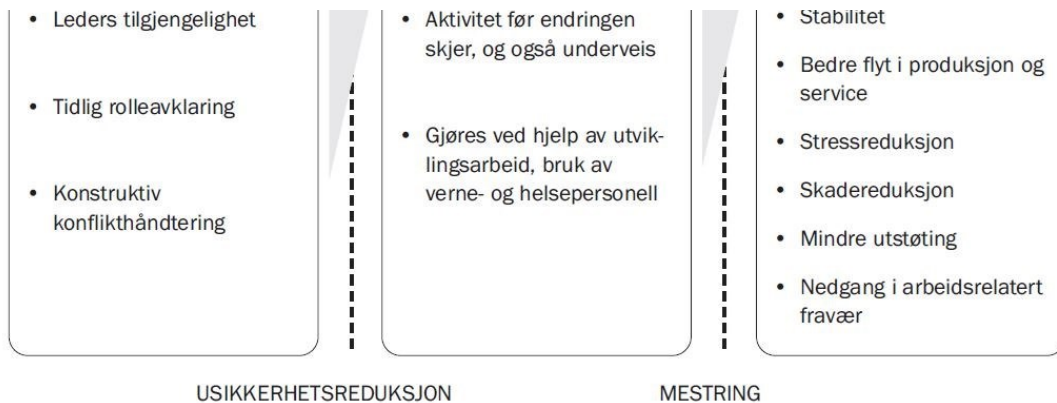 • Leders tilgjengelighet
• Tidlig rolleavklaring
• Konstruktiv
konflikthåndtering
• Aktivitet før endringen
skjer, og også underveis
• Gjøres ved hjelp av utvik-
lingsarbeid, bruk av
verne- og helsepersonell
• Stabilitet
• Bedre flyt i produksjon og
service
• Stressreduksjon
• Skadereduksjon
• Mindre utstøting
• Nedgang i arbeidsrelatert
fravær
USIKKERHETSREDUKSJON
MESTRING